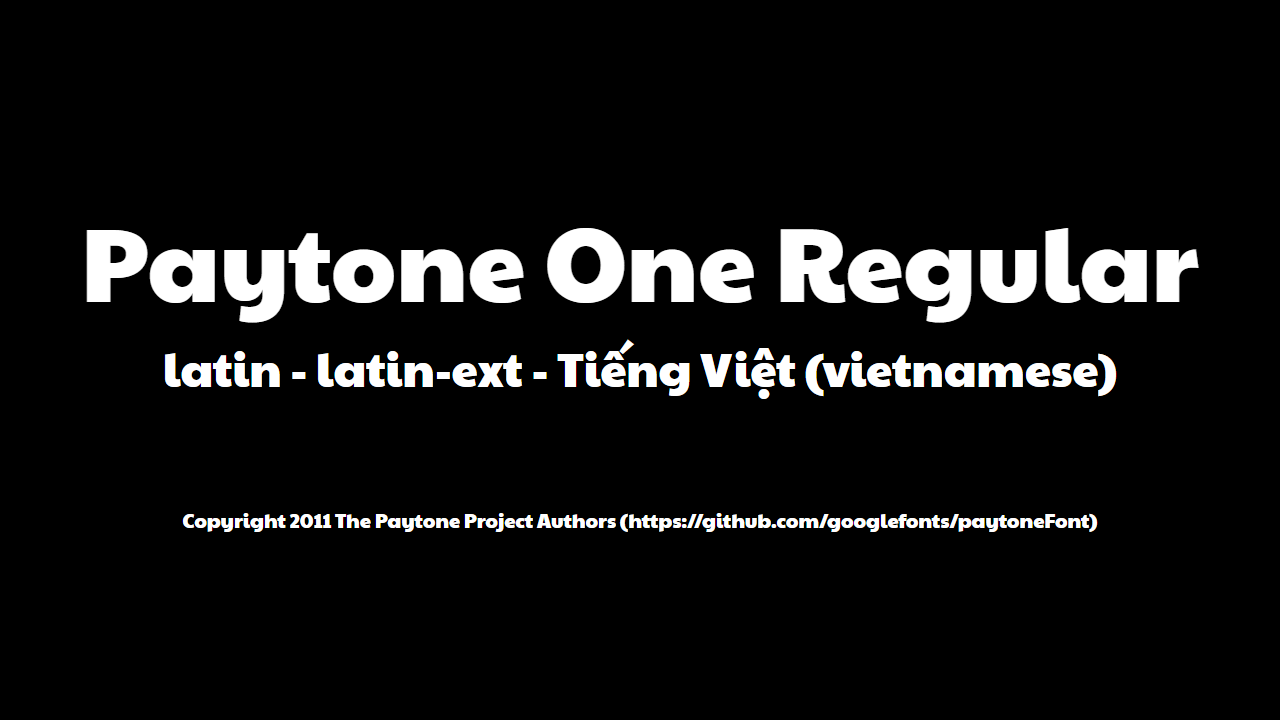 Paytone One Regular
latin - latin-ext - Tiếng Việt (vietnamese)
Copyright 2011 The Paytone Project Authors (https://github.com/googlefonts/paytoneFont)